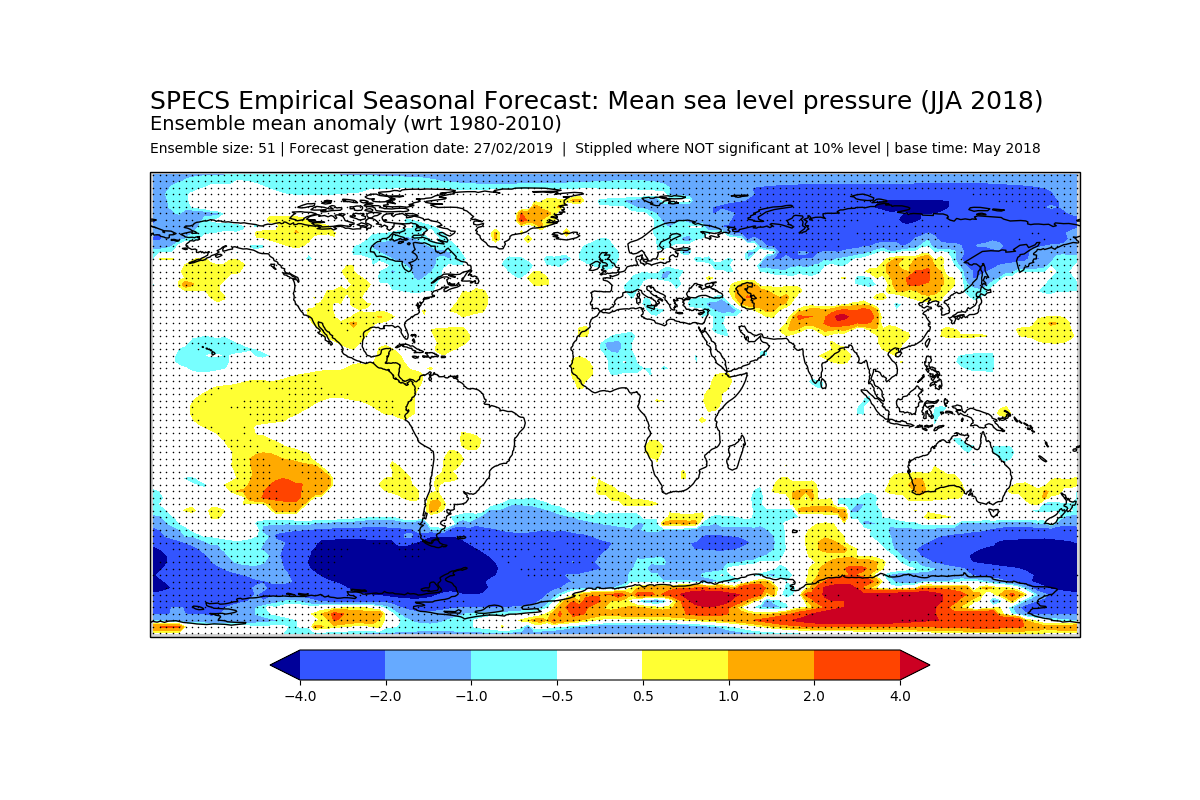 SPECS Empirical Seasonal Forecast: Mean sea level pressure (JJA 2018)
Ensemble mean anomaly (wrt 1980-2010)
Ensemble size: 51 | Forecast generation date: 27/02/2019 | Stippled where NOT significant at 10% level | base time: May 2018
−4.0 −2.0 −1.0 −0.5 0.5 1.0 2.0 4.0